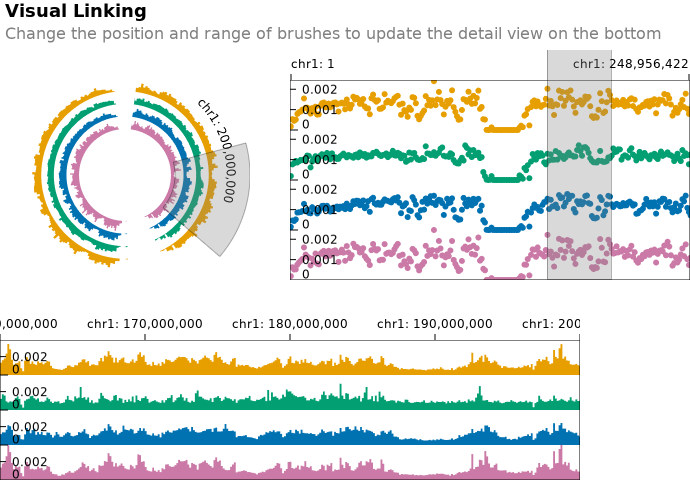 Visual Linking
Change the position and range of brushes to update the detail view on the bottom
chr1: 1
chr1: 248,956,422
chr1: 200,000,000
0.002
0.001
0
0.002
0.001
0
0.002
0.001
0
0.002
0.001
0
0,000,000
chr1: 170,000,000
chr1: 180,000,000
chr1: 190,000,000
chr1: 200
0.002
0
0.002
0
0.002
0
0.002
0